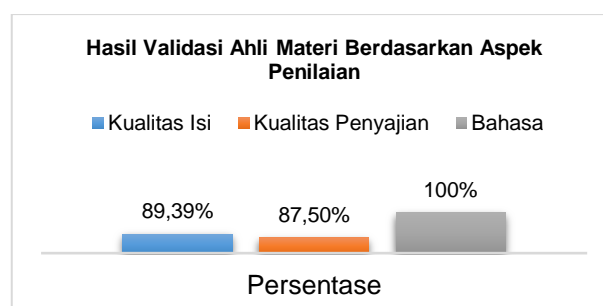 Hasil Validasi Ahli Materi Berdasarkan Aspek
Penilaian
Kualitas Isi Kualitas Penyajian Bahasa
89,39% 87,50% 100%
Persentase